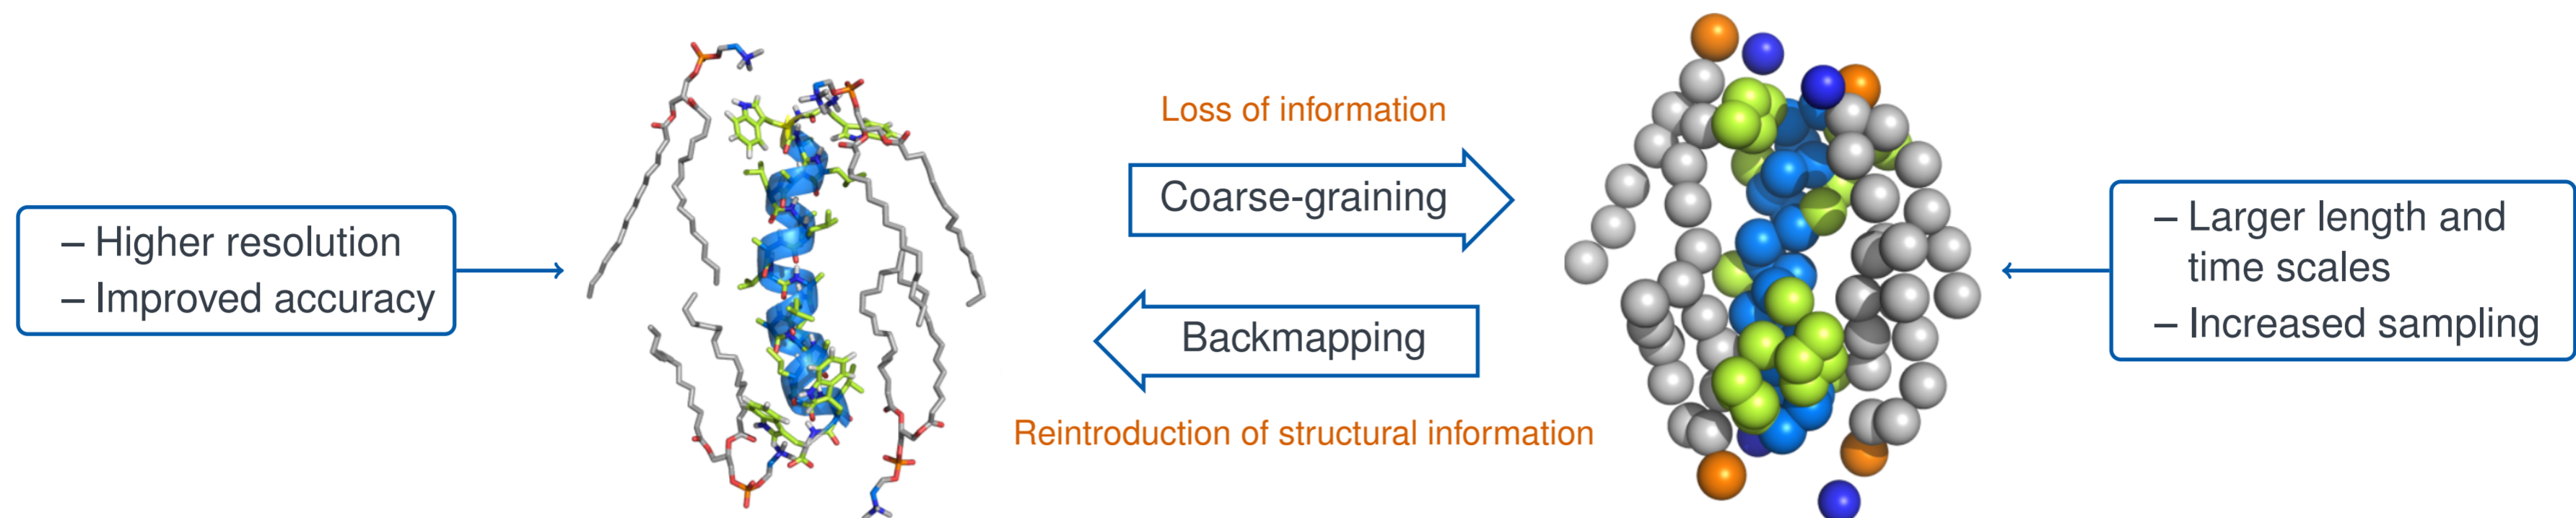 – Higher resolution
– Improved accuracy
Loss of information
Coarse-graining
Backmapping
Reintroduction of structural information
– Larger length and
time scales
– Increased sampling